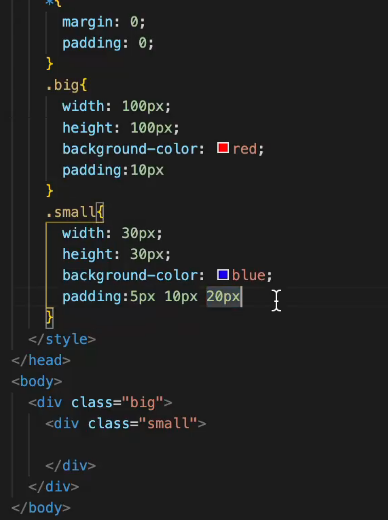 *{
margin: 0;
padding: 0;
}
.big{
width: 100px;
height: 100px;
background-color: red;
padding:10px
}
.small{
width: 30px;
height: 30px;
background-color: blue;
padding:5px 10px 20px
}
</style>
</head>
<body>
<div class="big">
<div class="small">
</div>
</div>
</body>